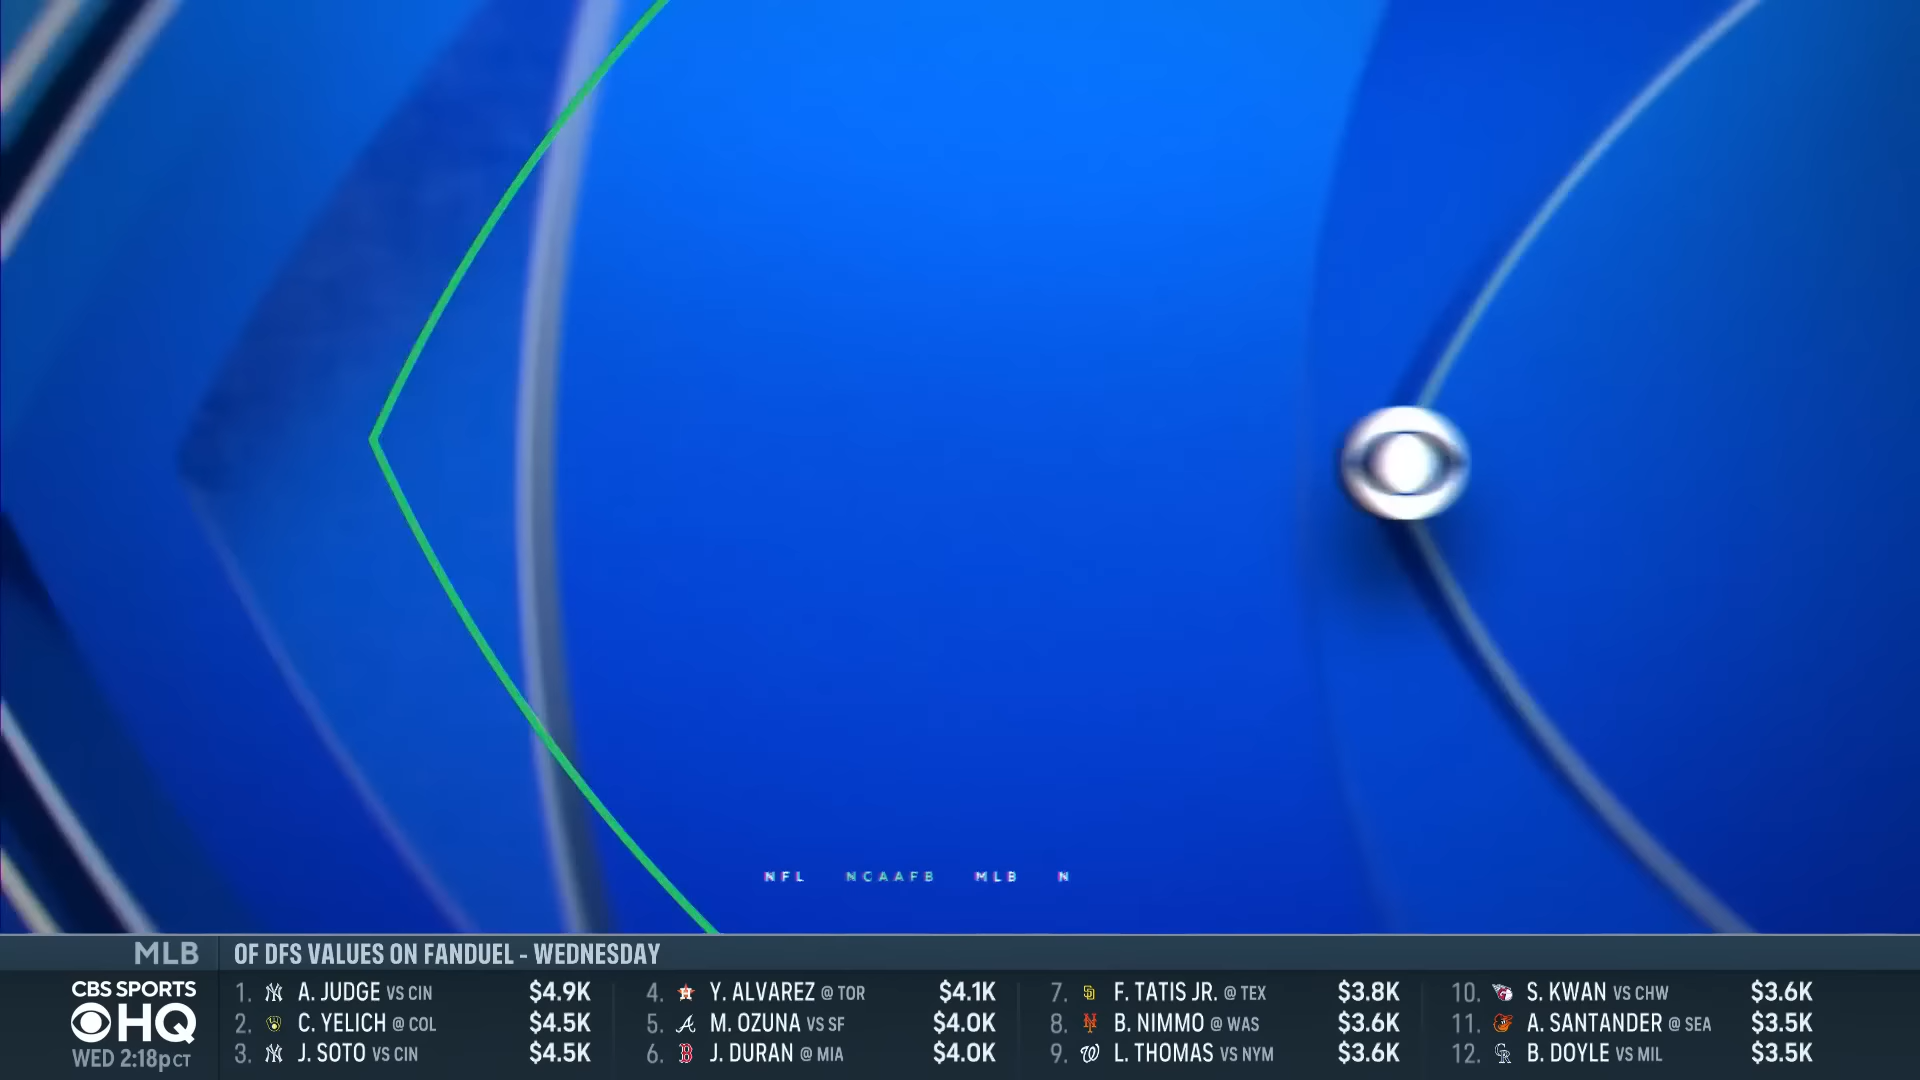 NFL NCAAFB MLB N
MLB OF DFS VALUES ON FANDUEL - WEDNESDAY
CBS SPORTS
HQ
WED 2:18p CT
1. A. JUDGE VS CIN $4.9K
2. C. YELICH @ COL $4.5K
3. J. SOTO VS CIN $4.5K
4. Y. ALVAREZ @ TOR $4.1K
5. M. OZUNA VS SF $4.0K
6. J. DURAN @ MIA $4.0K
7. F. TATIS JR. @ TEX $3.8K
8. B. NIMMO @ WAS $3.6K
9. L. THOMAS VS NYM $3.6K
10. S. KWAN VS CHW $3.6K
11. A. SANTANDER @ SEA $3.5K
12. B. DOYLE VS MIL $3.5K